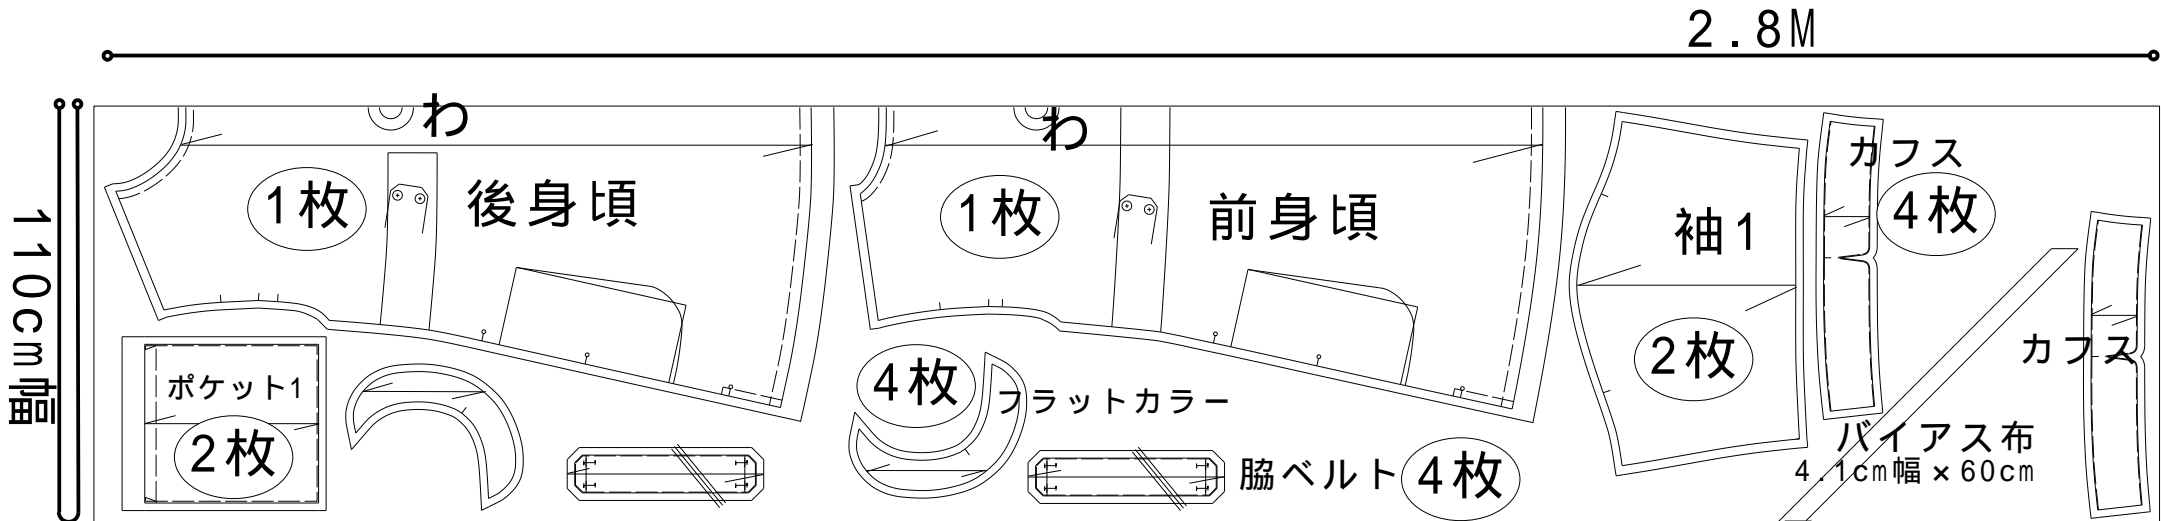 2.8M
110cm幅
わ
1枚
後身頃
わ
1枚
前身頃
袖1
2枚
カフス
4枚
カフス
ポケット1
2枚
4枚
フラットカラー
脇ベルト
4枚
バイアス布
4.1cm幅×60cm